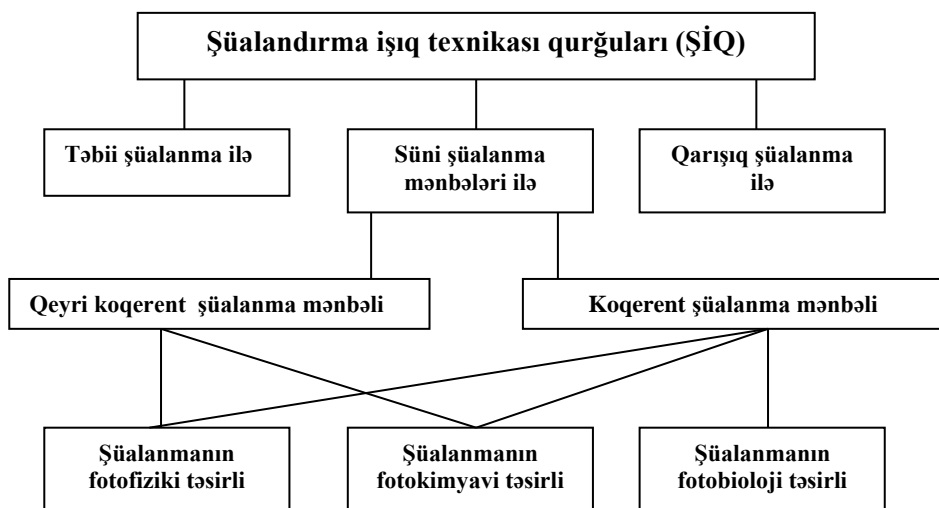 Şüalandırma işıq texnikası qurğuları (ŞİQ)
Təbii şüalanma ilə
Süni şüalanma
mənbələri ilə
Qarışıq şüalanma
ilə
Qeyri koqerent şüalanma mənbəli
Koqerent şüalanma mənbəli
Şüalanmanın
fotofiziki təsirli
Şüalanmanın
fotokimyavi təsirli
Şüalanmanın
fotobioloji təsirli